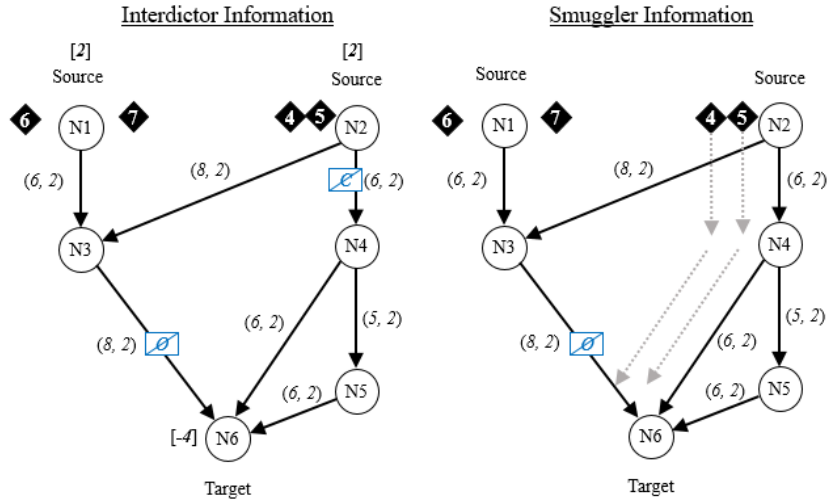 Interdictor Information
[2]
Source
[2]
Source
6
N1
7
4
5
N2
(6, 2)
(8, 2)
C
(6, 2)
N3
N4
(8, 2)
O
(6, 2)
(5, 2)
N5
(6, 2)
[-4]
N6
Target
Smuggler Information
Source
Source
6
N1
7
4
5
N2
(6, 2)
(8, 2)
(6, 2)
N3
N4
(8, 2)
O
(6, 2)
(5, 2)
N5
(6, 2)
N6
Target